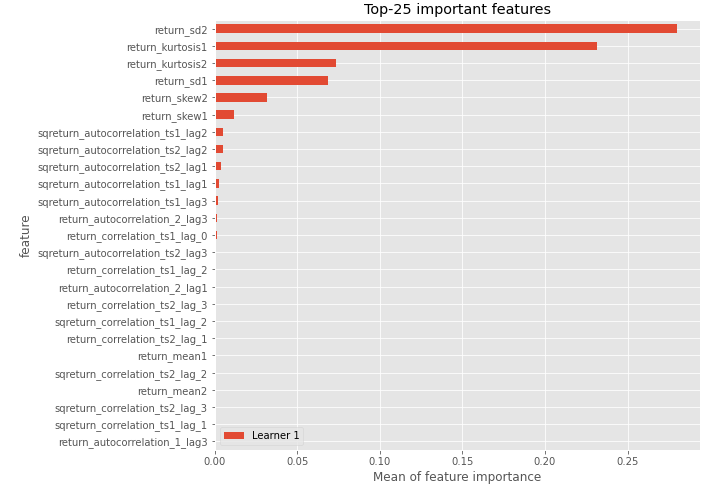 Top-25 important features
return_sd2
return_kurtosis1
return_kurtosis2
return_sd1
return_skew2
return_skew1
sqreturn_autocorrelation_ts1_lag2
sqreturn_autocorrelation_ts2_lag2
sqreturn_autocorrelation_ts2_lag1
sqreturn_autocorrelation_ts1_lag1
sqreturn_autocorrelation_ts1_lag3
return_autocorrelation_2_lag3
return_correlation_ts1_lag_0
sqreturn_autocorrelation_ts2_lag3
return_correlation_ts1_lag_2
return_autocorrelation_2_lag1
return_correlation_ts2_lag_3
sqreturn_correlation_ts1_lag_2
return_correlation_ts2_lag_1
return_mean1
sqreturn_correlation_ts2_lag_2
return_mean2
sqreturn_correlation_ts2_lag_3
sqreturn_correlation_ts1_lag_1
return_autocorrelation_1_lag3
feature
Learner 1
0.00 0.05 0.10 0.15 0.20 0.25
Mean of feature importance